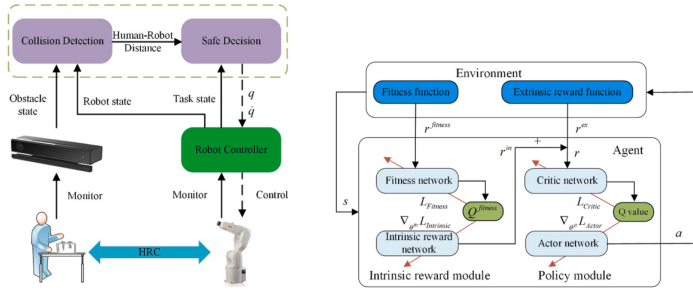 Collision Detection
Human-Robot
Distance
Safe Decision
Obstacle
state
Robot state
Task state
q
q̇
Robot Controller
Monitor
Monitor
Control
HRC
Environment
Fitness function
Extrinsic reward function
r^fitness
r^ex
r^in
+
r
Agent
Fitness network
Critic network
s
L_Fitness
Q^fitness
L_Critic
Q value
∇_θ^in L_Intrinsic
∇_θ^μ L_Actor
Intrinsic reward
network
Actor network
a
Intrinsic reward module
Policy module